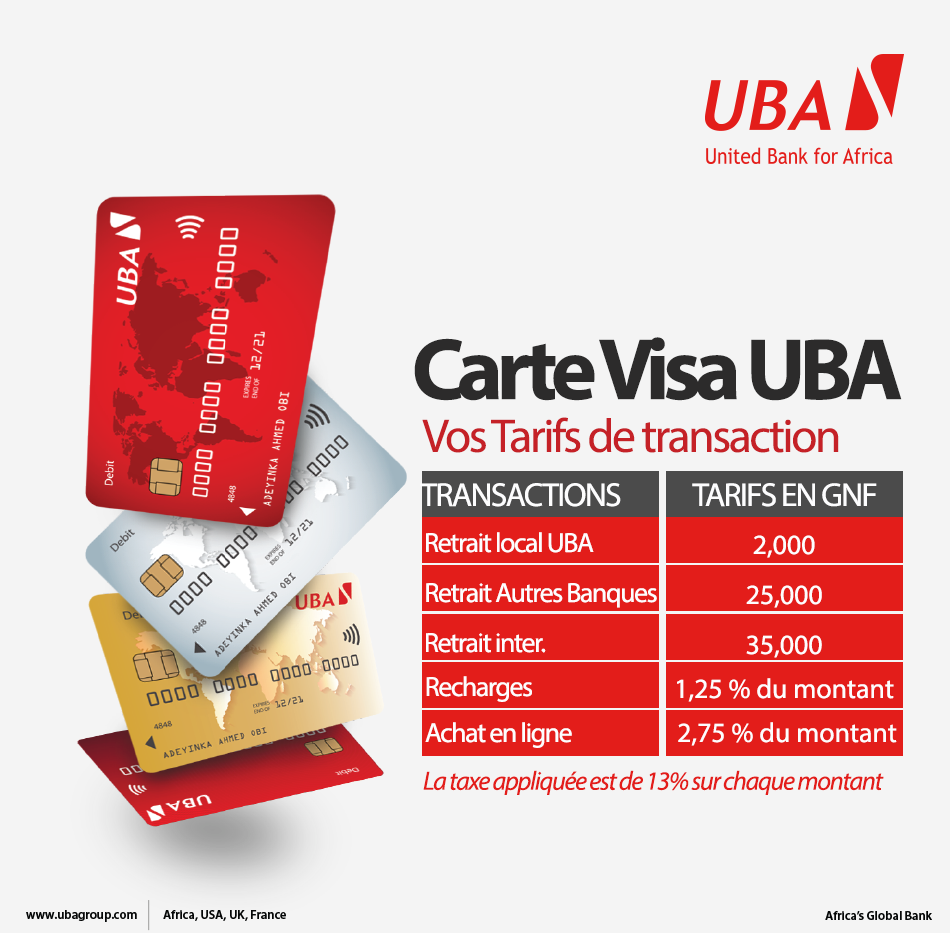 UBA
United Bank for Africa
UBA
0000 0000 0000 0000
EXPIRES
END OF
12/21
4848
ADEYINKA AHMED OBI
Debit
Debit
0000 0000 0000
EXPIRES
END OF
12/21
4848
ADEYINKA AHMED OBI
UBA
0000 0000 0000 0000
EXPIRES
END OF
12/21
4848
ADEYINKA AHMED OBI
Debit
UBA
Carte Visa UBA
Vos Tarifs de transaction
TRANSACTIONS TARIFS EN GNF
Retrait local UBA 2,000
Retrait Autres Banques 25,000
Retrait inter. 35,000
Recharges 1,25 % du montant
Achat en ligne 2,75 % du montant
La taxe appliquée est de 13% sur chaque montant
www.ubagroup.com Africa, USA, UK, France Africa's Global Bank